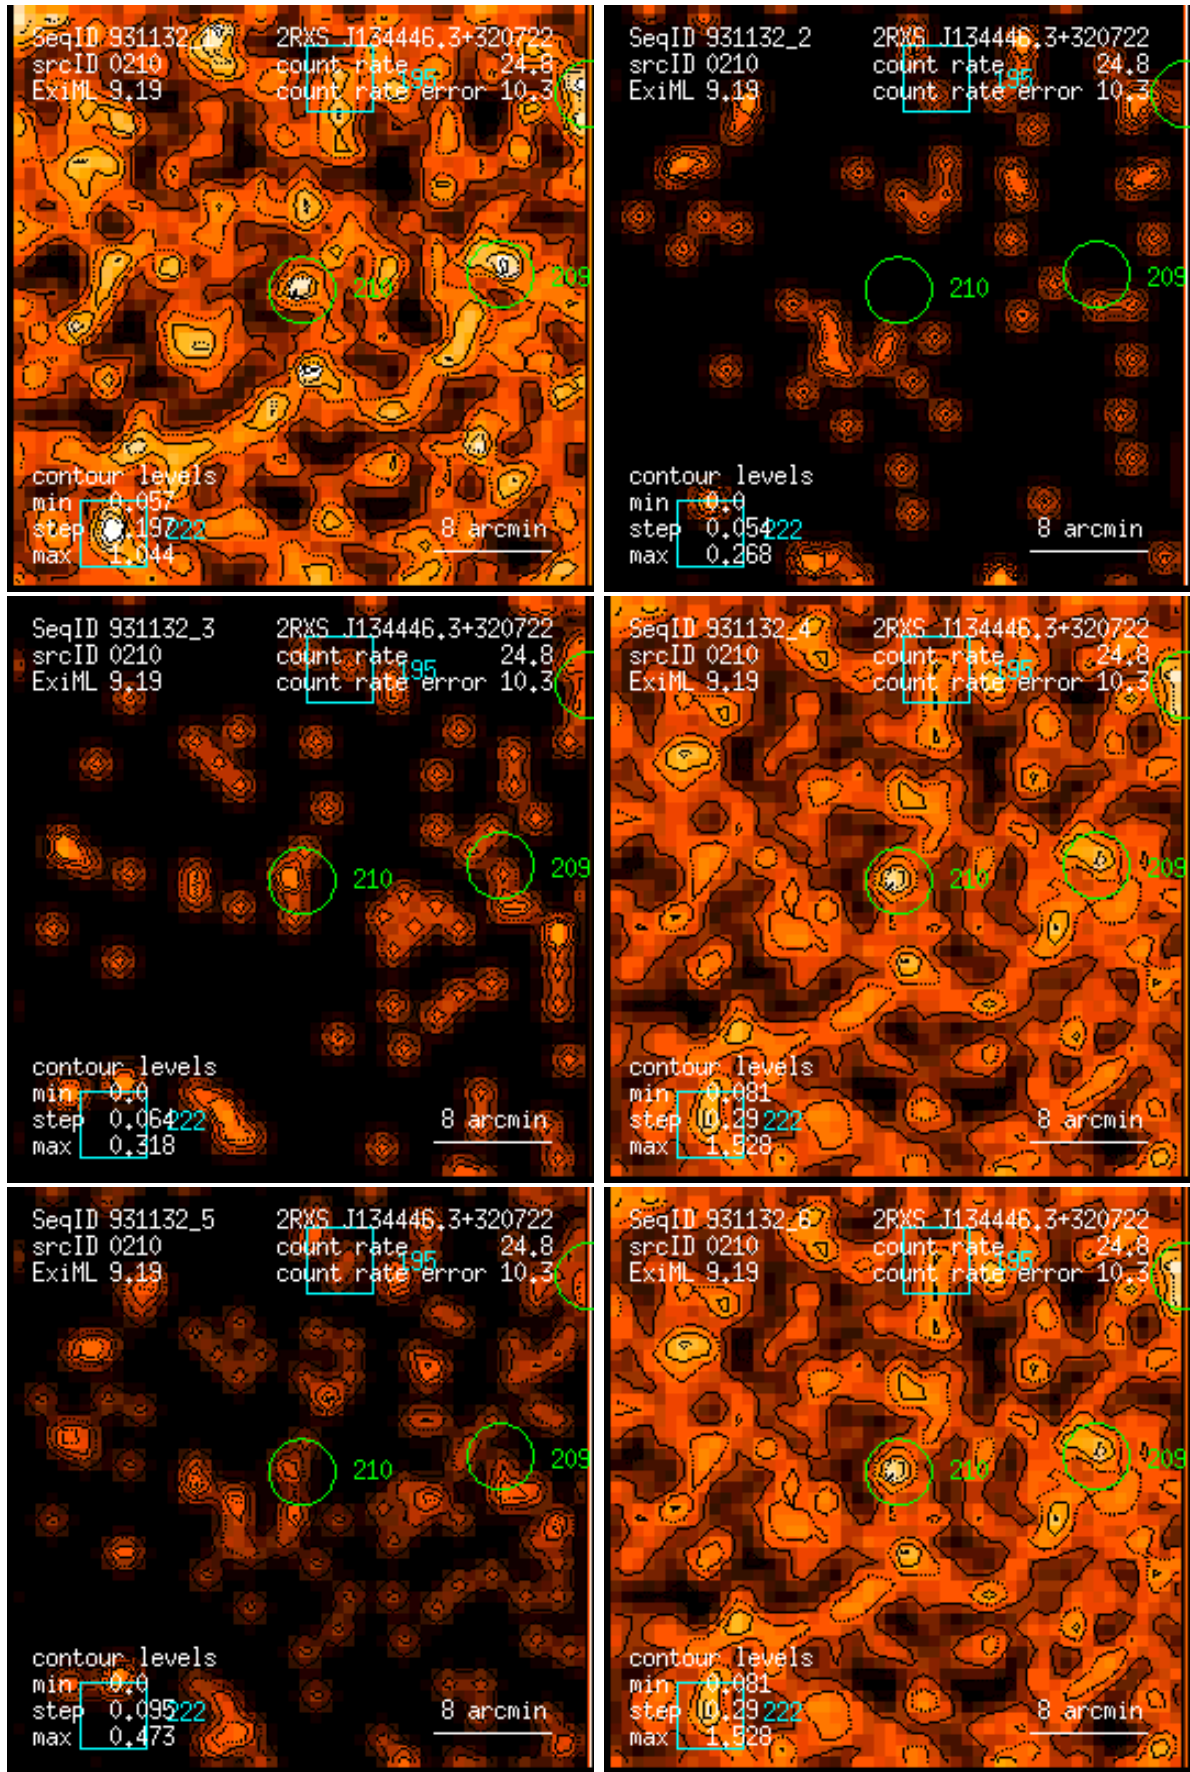 SeqID 931132_1 2RXS J134446.3+320722
srcID 0210 count rate 24.8
ExiML 9.19 count rate error 10.3
195
210
209
contour levels
min 0.057
step 0.197
max 1.044
222
8 arcmin
SeqID 931132_2 2RXS J134446.3+320722
srcID 0210 count rate 24.8
ExiML 9.19 count rate error 10.3
195
210
209
contour levels
min 0.0
step 0.054
max 0.268
222
8 arcmin
SeqID 931132_3 2RXS J134446.3+320722
srcID 0210 count rate 24.8
ExiML 9.19 count rate error 10.3
195
210
209
contour levels
min 0.0
step 0.064
max 0.318
222
8 arcmin
SeqID 931132_4 2RXS J134446.3+320722
srcID 0210 count rate 24.8
ExiML 9.19 count rate error 10.3
195
210
209
contour levels
min 0.081
step 0.29
max 1.528
222
8 arcmin
SeqID 931132_5 2RXS J134446.3+320722
srcID 0210 count rate 24.8
ExiML 9.19 count rate error 10.3
195
210
209
contour levels
min 0.0
step 0.095
max 0.473
222
8 arcmin
SeqID 931132_6 2RXS J134446.3+320722
srcID 0210 count rate 24.8
ExiML 9.19 count rate error 10.3
195
210
209
contour levels
min 0.081
step 0.29
max 1.528
222
8 arcmin